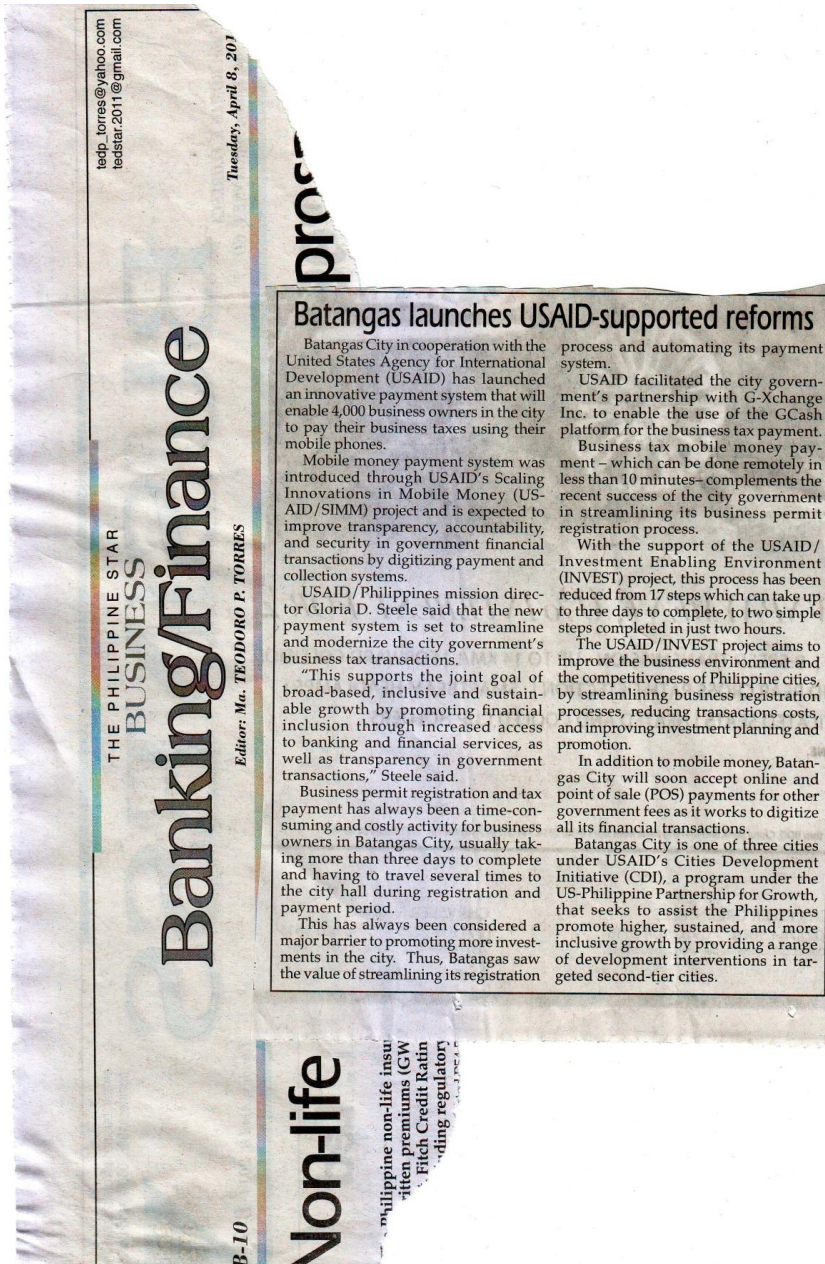 tedp_torres@yahoo.com
tedstar.2011@gmail.com
Tuesday, April 8, 201
THE PHILIPPINE STAR
BUSINESS
Banking/Finance
Editor: Ma. TEODORO P. TORRES
B-10
Batangas launches USAID-supported reforms
Batangas City in cooperation with the
United States Agency for International
Development (USAID) has launched
an innovative payment system that will
enable 4,000 business owners in the city
to pay their business taxes using their
mobile phones.
Mobile money payment system was
introduced through USAID's Scaling
Innovations in Mobile Money (US-
AID/SIMM) project and is expected to
improve transparency, accountability,
and security in government financial
transactions by digitizing payment and
collection systems.
USAID/Philippines mission direc-
tor Gloria D. Steele said that the new
payment system is set to streamline
and modernize the city government's
business tax transactions.
"This supports the joint goal of
broad-based, inclusive and sustain-
able growth by promoting financial
inclusion through increased access
to banking and financial services, as
well as transparency in government
transactions," Steele said.
Business permit registration and tax
payment has always been a time-con-
suming and costly activity for business
owners in Batangas City, usually tak-
ing more than three days to complete
and having to travel several times to
the city hall during registration and
payment period.
This has always been considered a
major barrier to promoting more invest-
ments in the city. Thus, Batangas saw
the value of streamlining its registration
process and automating its payment
system.
USAID facilitated the city govern-
ment's partnership with G-Xchange
Inc. to enable the use of the GCash
platform for the business tax payment.
Business tax mobile money pay-
ment – which can be done remotely in
less than 10 minutes– complements the
recent success of the city government
in streamlining its business permit
registration process.
With the support of the USAID/
Investment Enabling Environment
(INVEST) project, this process has been
reduced from 17 steps which can take up
to three days to complete, to two simple
steps completed in just two hours.
The USAID/INVEST project aims to
improve the business environment and
the competitiveness of Philippine cities,
by streamlining business registration
processes, reducing transactions costs,
and improving investment planning and
promotion.
In addition to mobile money, Batan-
gas City will soon accept online and
point of sale (POS) payments for other
government fees as it works to digitize
all its financial transactions.
Batangas City is one of three cities
under USAID's Cities Development
Initiative (CDI), a program under the
US-Philippine Partnership for Growth,
that seeks to assist the Philippines
promote higher, sustained, and more
inclusive growth by providing a range
of development interventions in tar-
geted second-tier cities.
Non-life
Philippine non-life insu
ritten premiums (GW
Fitch Credit Ratin
uding regulatory